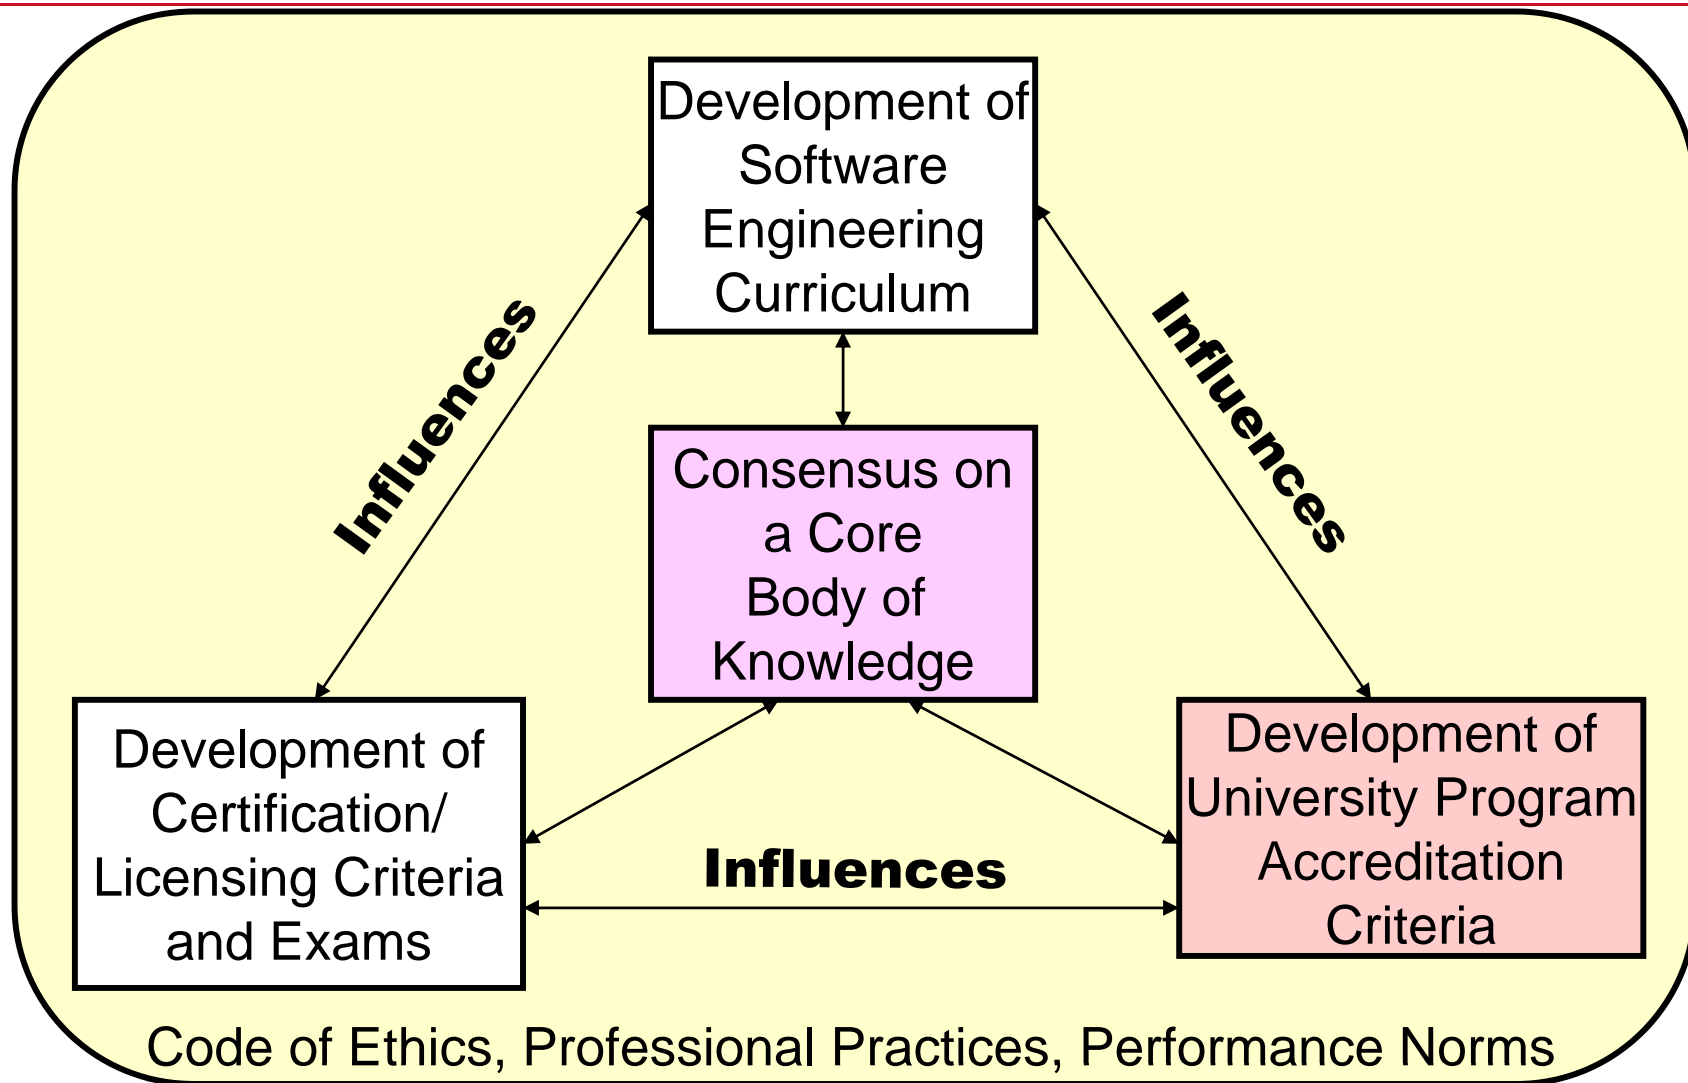 Development of
Software
Engineering
Curriculum
Influences
Influences
Consensus on
a Core
Body of
Knowledge
Development of
Certification/
Licensing Criteria
and Exams
Influences
Development of
University Program
Accreditation
Criteria
Code of Ethics, Professional Practices, Performance Norms